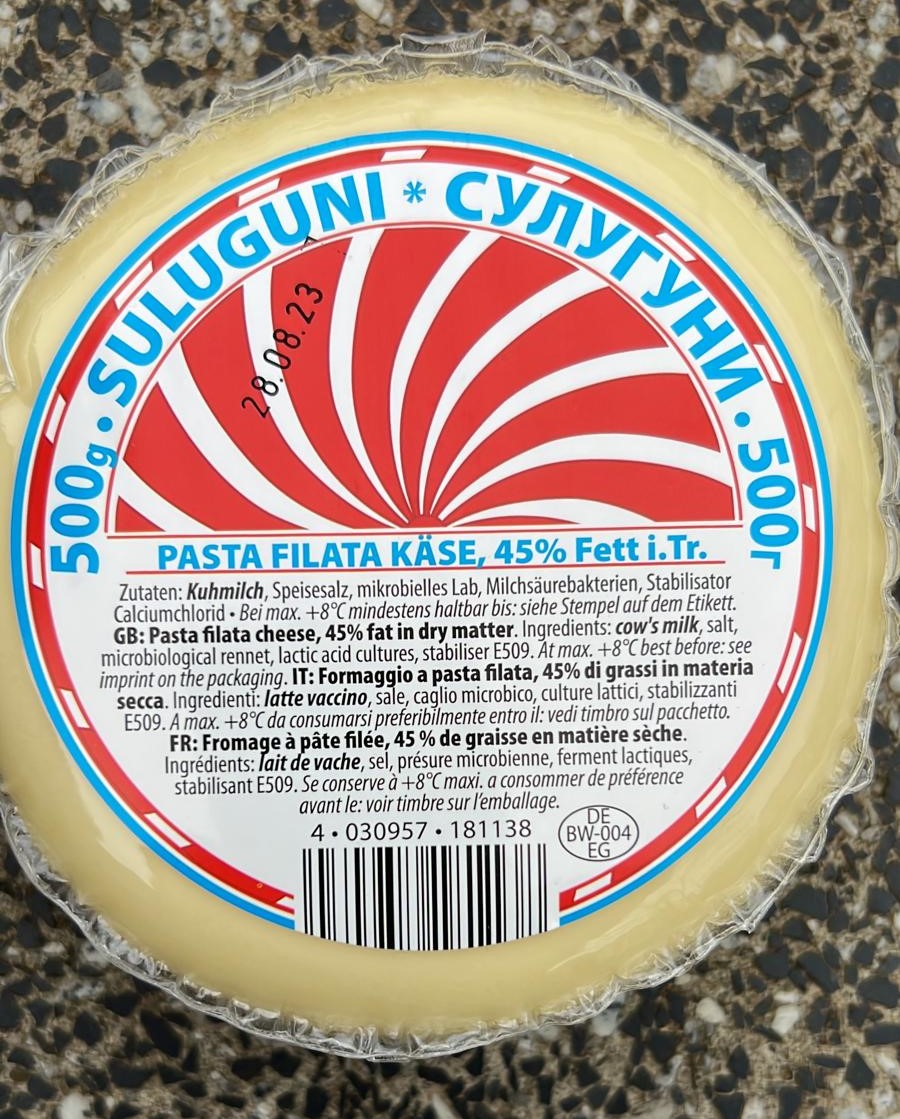 500g • SULUGUNI * СУЛУГУНИ • 500г
28.08.23
PASTA FILATA KÄSE, 45% Fett i.Tr.
Zutaten: Kuhmilch, Speisesalz, mikrobielles Lab, Milchsäurebakterien, Stabilisator
Calciumchlorid • Bei max. +8°C mindestens haltbar bis: siehe Stempel auf dem Etikett.
GB: Pasta filata cheese, 45% fat in dry matter. Ingredients: cow's milk, salt,
microbiological rennet, lactic acid cultures, stabiliser E509. At max. +8°C best before: see
imprint on the packaging. IT: Formaggio a pasta filata, 45% di grassi in materia
secca. Ingredienti: latte vaccino, sale, caglio microbico, culture lattici, stabilizzanti
E509. A max. +8°C da consumarsi preferibilmente entro il: vedi timbro sul pacchetto.
FR: Fromage à pâte filée, 45 % de graisse en matière sèche.
Ingrédients: lait de vache, sel, présure microbienne, ferment lactiques,
stabilisant E509. Se conserve à +8°C maxi. a consommer de préférence
avant le: voir timbre sur l'emballage.
4 • 030957 • 181138
DE
BW-004
EG